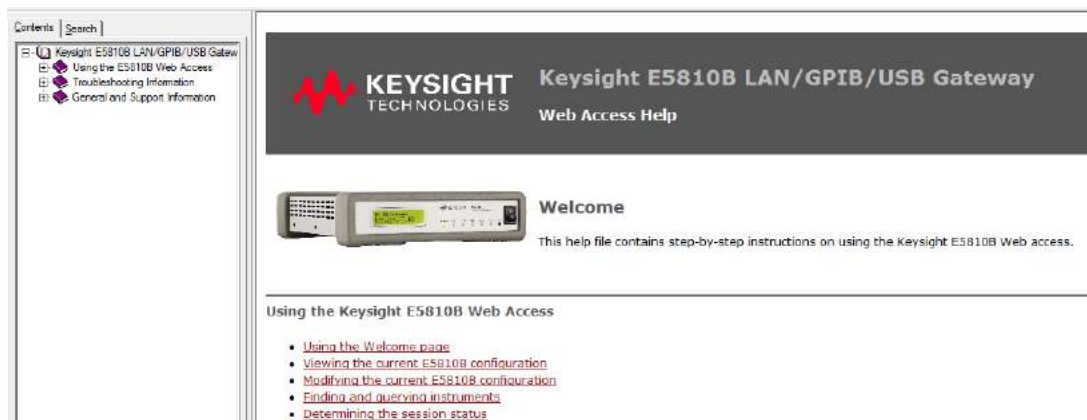 Contents Search
Keysight E5810B LAN/GPIB/USB Gatew
Using the E5810B Web Access
Troubleshooting Information
General and Support Information
KEYSIGHT
TECHNOLOGIES
Keysight E5810B LAN/GPIB/USB Gateway
Web Access Help
Welcome
This help file contains step-by-step instructions on using the Keysight E5810B Web access.
Using the Keysight E5810B Web Access
Using the Welcome page
Viewing the current E5810B configuration
Modifying the current E5810B configuration
Finding and querying instruments
Determining the session status